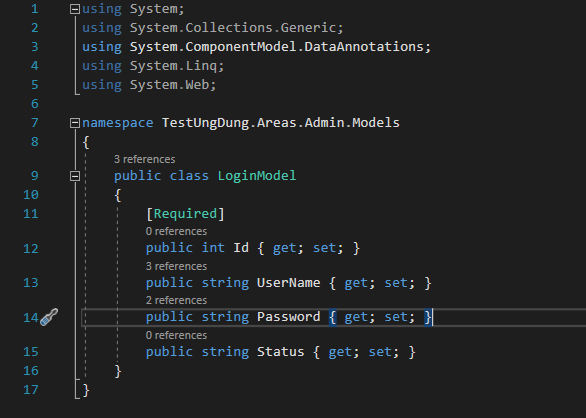 1 using System;
2 using System.Collections.Generic;
3 using System.ComponentModel.DataAnnotations;
4 using System.Linq;
5 using System.Web;
6
7 namespace TestUngDung.Areas.Admin.Models
8 {
3 references
9 public class LoginModel
10 {
11 [Required]
0 references
12 public int Id { get; set; }
3 references
13 public string UserName { get; set; }
2 references
14 public string Password { get; set; }
0 references
15 public string Status { get; set; }
16 }
17 }